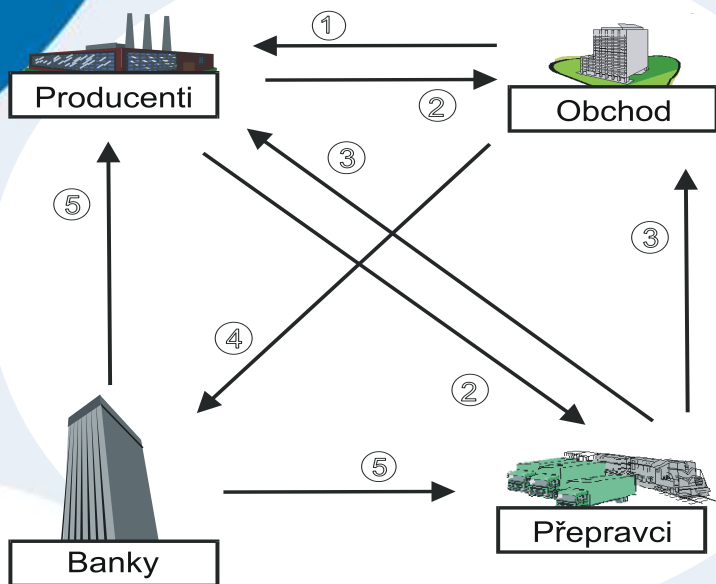 ①
Producenti
②
Obchod
③
⑤
③
④
②
⑤
Banky
Přepravci